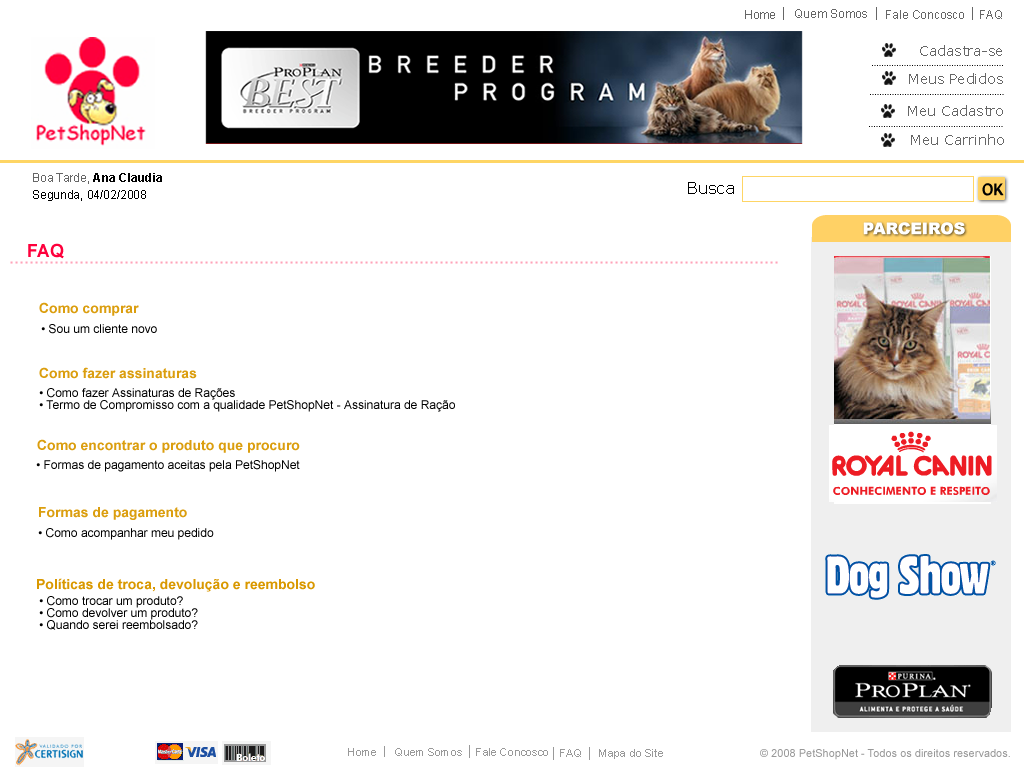 Home | Quem Somos | Fale Concosco | FAQ
PetShopNet
PRO PLAN
BEST
BREEDER PROGRAM
BREEDER
PROGRAM
Cadastra-se
Meus Pedidos
Meu Cadastro
Meu Carrinho
Boa Tarde, Ana Claudia
Segunda, 04/02/2008
Busca
OK
FAQ
Como comprar
• Sou um cliente novo
Como fazer assinaturas
• Como fazer Assinaturas de Rações
• Termo de Compromisso com a qualidade PetShopNet - Assinatura de Ração
Como encontrar o produto que procuro
• Formas de pagamento aceitas pela PetShopNet
Formas de pagamento
• Como acompanhar meu pedido
Políticas de troca, devolução e reembolso
• Como trocar um produto?
• Como devolver um produto?
• Quando serei reembolsado?
PARCEIROS
ROYAL CANIN
CONHECIMENTO E RESPEITO
Dog Show
PURINA
PRO PLAN
ALIMENTA E PROTEGE A SAÚDE
VALIDADO POR
CERTISIGN
MasterCard
VISA
Boleto
Home | Quem Somos | Fale Concosco | FAQ | Mapa do Site
© 2008 PetShopNet - Todos os direitos reservados.